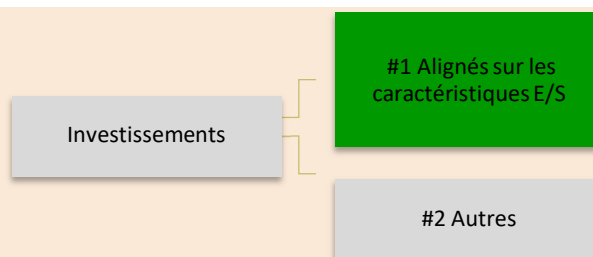 #1 Alignés sur les
caractéristiques E/S
Investissements
#2 Autres